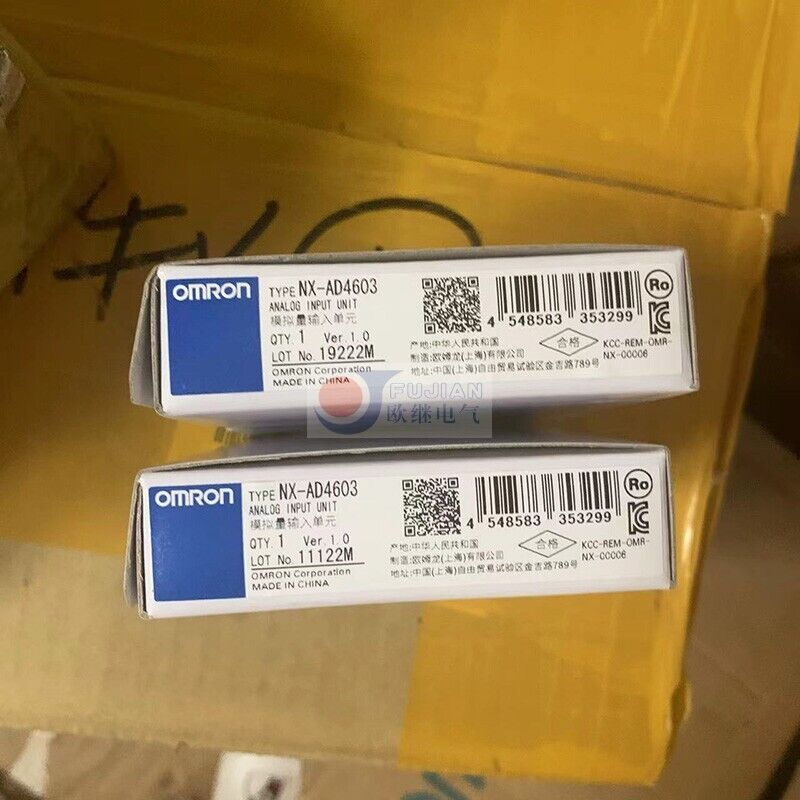 OMRON
TYPE NX-AD4603
ANALOG INPUT UNIT
模拟量输入单元
QTY. 1 Ver.1.0
LOT No. 19222M
OMRON Corporation
MADE IN CHINA
4 548583 353299
产地:中华人民共和国
制造:欧姆龙(上海)有限公司
地址:中国(上海)自由贸易试验区金吉路789号
合格
Ro
KCC-REM-OMR-
NX-00006
FUJIAN
欧继电气
OMRON
TYPE NX-AD4603
ANALOG INPUT UNIT
模拟量输入单元
QTY. 1 Ver.1.0
LOT No. 11122M
OMRON Corporation
MADE IN CHINA
4 548583 353299
产地:中华人民共和国
制造:欧姆龙(上海)有限公司
地址:中国(上海)自由贸易试验区金吉路789号
合格
Ro
KCC-REM-OMR-
NX-00006